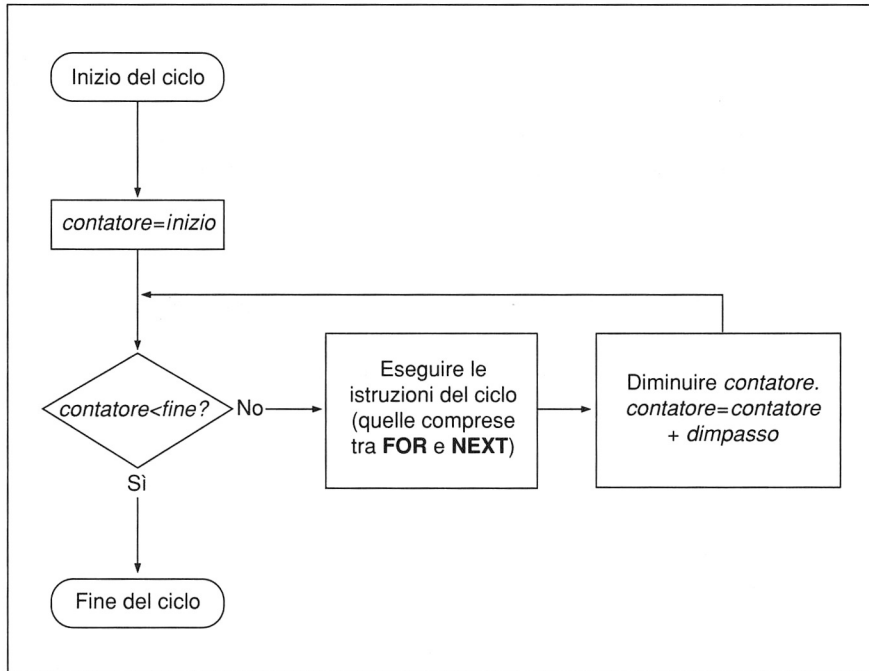 Inizio del ciclo
contatore=inizio
contatore<fine?
No
Eseguire le
istruzioni del ciclo
(quelle comprese
tra FOR e NEXT)
Diminuire contatore.
contatore=contatore
+ dimpasso
Sì
Fine del ciclo